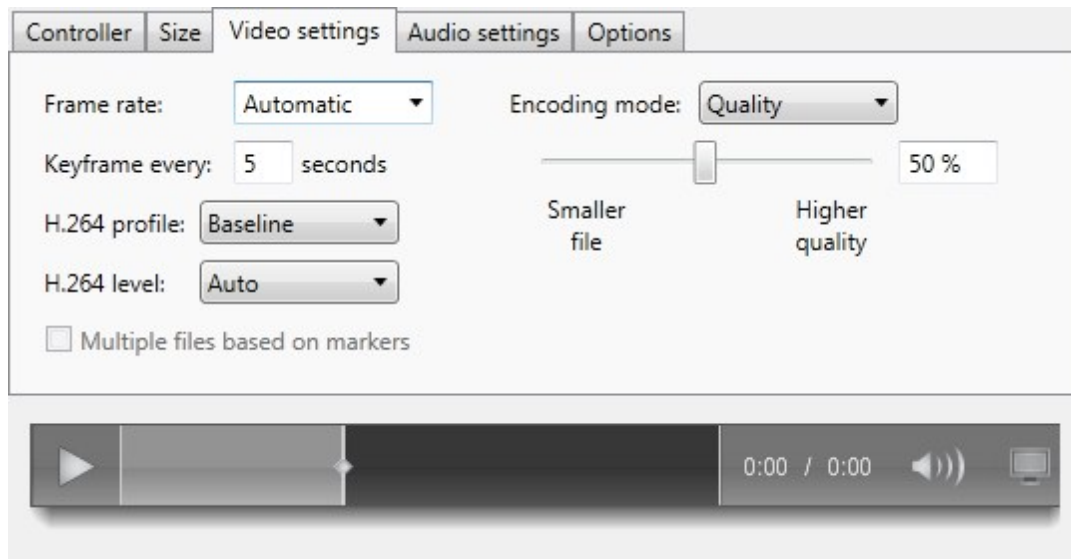 Controller Size Video settings Audio settings Options
Frame rate: Automatic Encoding mode: Quality
Keyframe every: 5 seconds 50 %
H.264 profile: Baseline Smaller file Higher quality
H.264 level: Auto
Multiple files based on markers
0:00 / 0:00